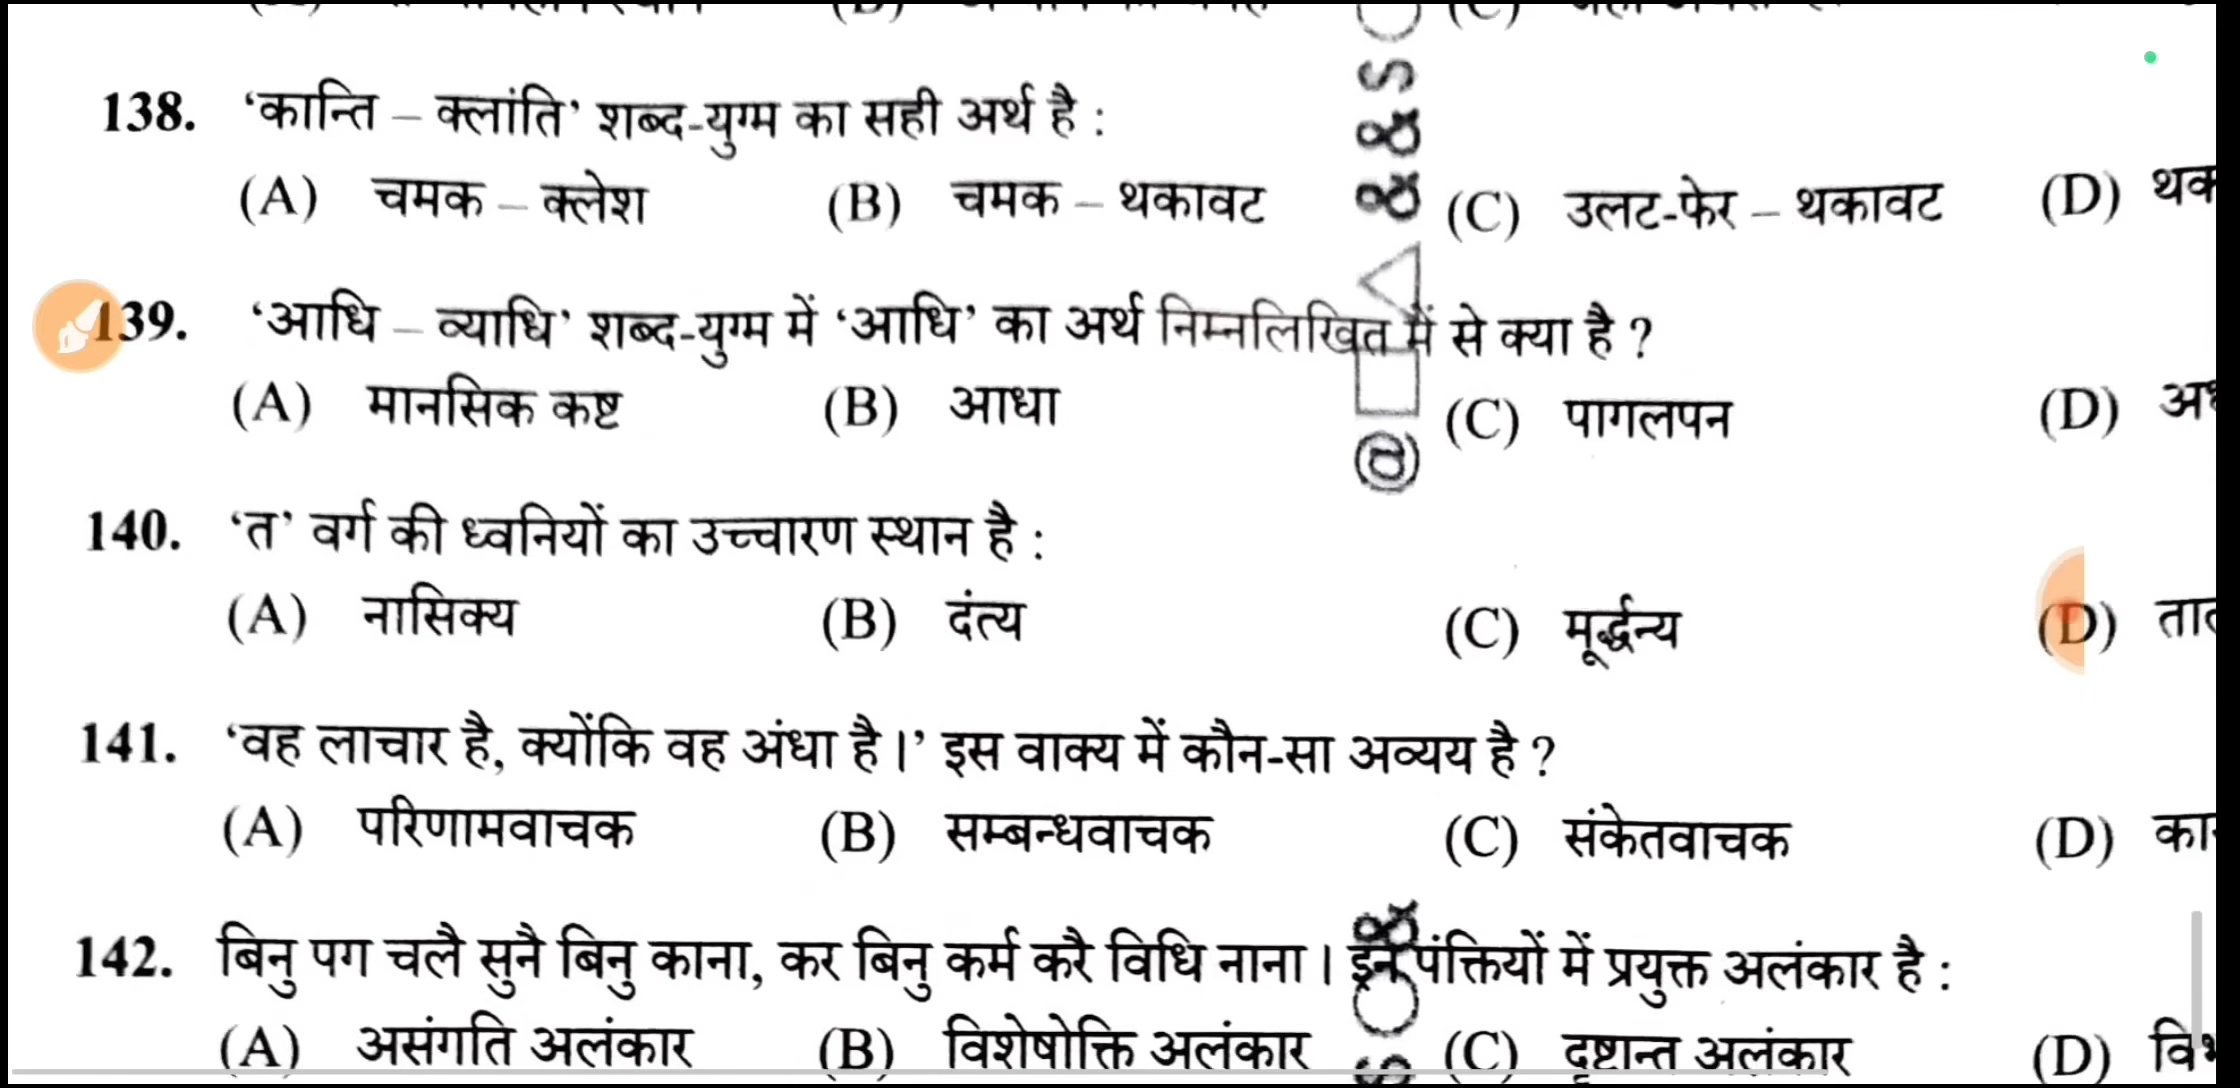 138. ‘कान्ति – क्लांति’ शब्द-युग्म का सही अर्थ है :
(A) चमक – क्लेश (B) चमक – थकावट (C) उलट-फेर – थकावट (D)
139. ‘आधि – व्याधि’ शब्द-युग्म में ‘आधि’ का अर्थ निम्नलिखित में से क्या है ?
(A) मानसिक कष्ट (B) आधा (C) पागलपन (D)
140. ‘त’ वर्ग की ध्वनियों का उच्चारण स्थान है :
(A) नासिक्य (B) दंत्य (C) मूर्द्धन्य (D)
141. ‘वह लाचार है, क्योंकि वह अंधा है।’ इस वाक्य में कौन-सा अव्यय है ?
(A) परिणामवाचक (B) सम्बन्धवाचक (C) संकेतवाचक (D)
142. बिनु पग चलै सुनै बिनु काना, कर बिनु कर्म करै विधि नाना । इन पंक्तियों में प्रयुक्त अलंकार है :
(A) असंगति अलंकार (B) विशेषोक्ति अलंकार (C) दृष्टान्त अलंकार (D)